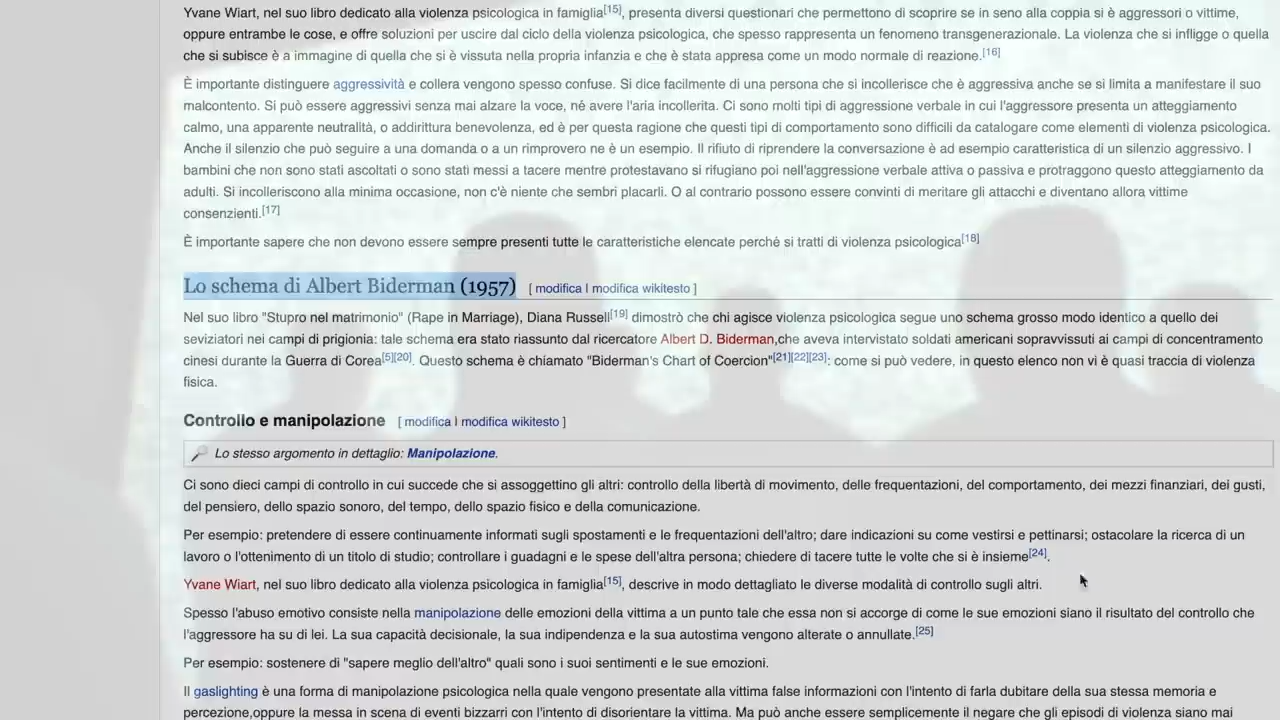 Yvane Wiart, nel suo libro dedicato alla violenza psicologica in famiglia[15], presenta diversi questionari che permettono di scoprire se in seno alla coppia si è aggressori o vittime,
oppure entrambe le cose, e offre soluzioni per uscire dal ciclo della violenza psicologica, che spesso rappresenta un fenomeno transgenerazionale. La violenza che si infligge o quella
che si subisce è a immagine di quella che si è vissuta nella propria infanzia e che è stata appresa come un modo normale di reazione.[16]
È importante distinguere aggressività e collera vengono spesso confuse. Si dice facilmente di una persona che si incollerisce che è aggressiva anche se si limita a manifestare il suo
malcontento. Si può essere aggressivi senza mai alzare la voce, né avere l'aria incollerita. Ci sono molti tipi di aggressione verbale in cui l'aggressore presenta un atteggiamento
calmo, una apparente neutralità, o addirittura benevolenza, ed è per questa ragione che questi tipi di comportamento sono difficili da catalogare come elementi di violenza psicologica.
Anche il silenzio che può seguire a una domanda o a un rimprovero ne è un esempio. Il rifiuto di riprendere la conversazione è ad esempio caratteristica di un silenzio aggressivo. I
bambini che non sono stati ascoltati o sono stati messi a tacere mentre protestavano si rifugiano poi nell'aggressione verbale attiva o passiva e protraggono questo atteggiamento da
adulti. Si incolleriscono alla minima occasione, non c'è niente che sembri placarli. O al contrario possono essere convinti di meritare gli attacchi e diventano allora vittime
consenzienti.[17]
È importante sapere che non devono essere sempre presenti tutte le caratteristiche elencate perché si tratti di violenza psicologica[18]
Lo schema di Albert Biderman (1957) [ modifica | modifica wikitesto ]
Nel suo libro "Stupro nel matrimonio" (Rape in Marriage), Diana Russell[19] dimostrò che chi agisce violenza psicologica segue uno schema grosso modo identico a quello dei
seviziatori nei campi di prigionia: tale schema era stato riassunto dal ricercatore Albert D. Biderman,che aveva intervistato soldati americani sopravvissuti ai campi di concentramento
cinesi durante la Guerra di Corea[5][20]. Questo schema è chiamato "Biderman's Chart of Coercion"[21][22][23]: come si può vedere, in questo elenco non vi è quasi traccia di violenza
fisica.
Controllo e manipolazione [ modifica | modifica wikitesto ]
Lo stesso argomento in dettaglio: Manipolazione.
Ci sono dieci campi di controllo in cui succede che si assoggettino gli altri: controllo della libertà di movimento, delle frequentazioni, del comportamento, dei mezzi finanziari, dei gusti,
del pensiero, dello spazio sonoro, del tempo, dello spazio fisico e della comunicazione.
Per esempio: pretendere di essere continuamente informati sugli spostamenti e le frequentazioni dell'altro; dare indicazioni su come vestirsi e pettinarsi; ostacolare la ricerca di un
lavoro o l'ottenimento di un titolo di studio; controllare i guadagni e le spese dell'altra persona; chiedere di tacere tutte le volte che si è insieme[24].
Yvane Wiart, nel suo libro dedicato alla violenza psicologica in famiglia[15], descrive in modo dettagliato le diverse modalità di controllo sugli altri.
Spesso l'abuso emotivo consiste nella manipolazione delle emozioni della vittima a un punto tale che essa non si accorge di come le sue emozioni siano il risultato del controllo che
l'aggressore ha su di lei. La sua capacità decisionale, la sua indipendenza e la sua autostima vengono alterate o annullate.[25]
Per esempio: sostenere di "sapere meglio dell'altro" quali sono i suoi sentimenti e le sue emozioni.
Il gaslighting è una forma di manipolazione psicologica nella quale vengono presentate alla vittima false informazioni con l'intento di farla dubitare della sua stessa memoria e
percezione,oppure la messa in scena di eventi bizzarri con l'intento di disorientare la vittima. Ma può anche essere semplicemente il negare che gli episodi di violenza siano mai